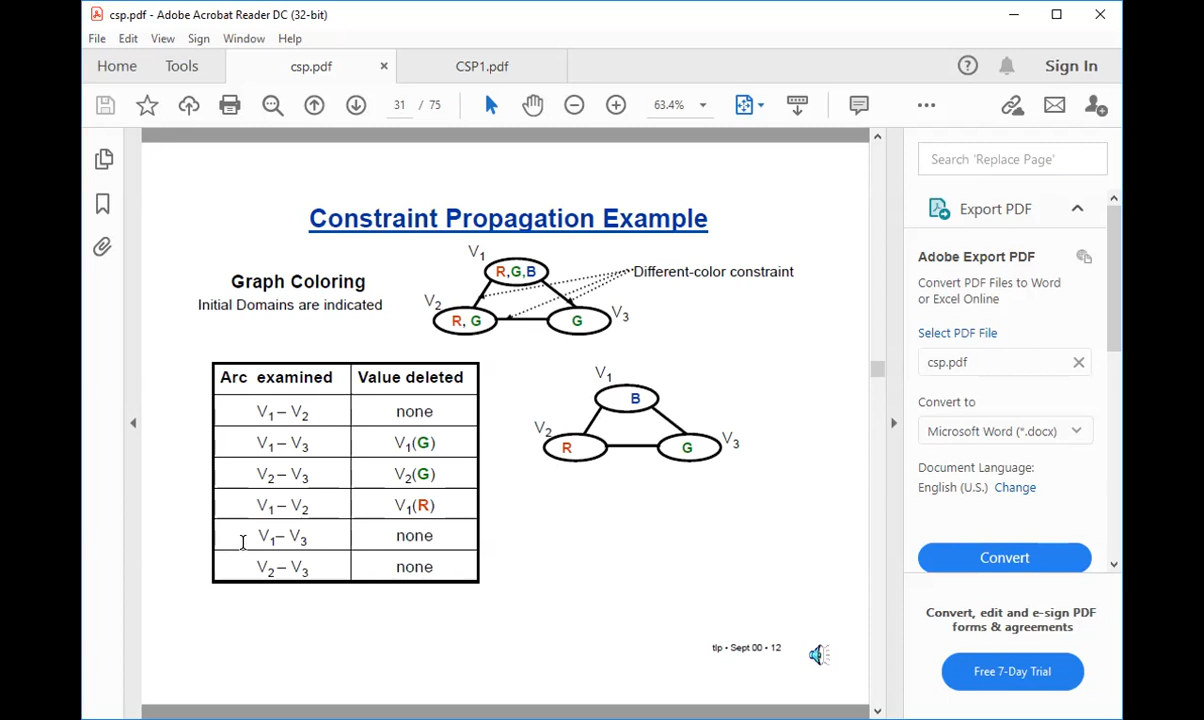 csp.pdf - Adobe Acrobat Reader DC (32-bit)
File Edit View Sign Window Help
Home Tools csp.pdf × CSP1.pdf ? Sign In
31 / 75 63.4%
Constraint Propagation Example
Graph Coloring
Initial Domains are indicated
V1
R,G,B
Different-color constraint
V2
R, G
G
V3
Arc examined Value deleted
V1 – V2 none
V1 – V3 V1(G)
V2 – V3 V2(G)
V1 – V2 V1(R)
V1 – V3 none
V2 – V3 none
V1
B
V2
R
G
V3
tlp • Sept 00 • 12
Search 'Replace Page'
Export PDF
Adobe Export PDF
Convert PDF Files to Word
or Excel Online
Select PDF File
csp.pdf
Convert to
Microsoft Word (*.docx)
Document Language:
English (U.S.) Change
Convert
Convert, edit and e-sign PDF
forms & agreements
Free 7-Day Trial